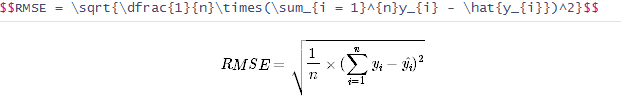 $$RMSE = \sqrt{\dfrac{1}{n}\times(\sum_{i = 1}^{n}y_{i} - \hat{y_{i}})^2}$$
RMSE = √(1/n × (∑_{i=1}^{n} y_i − ŷ_i)²)